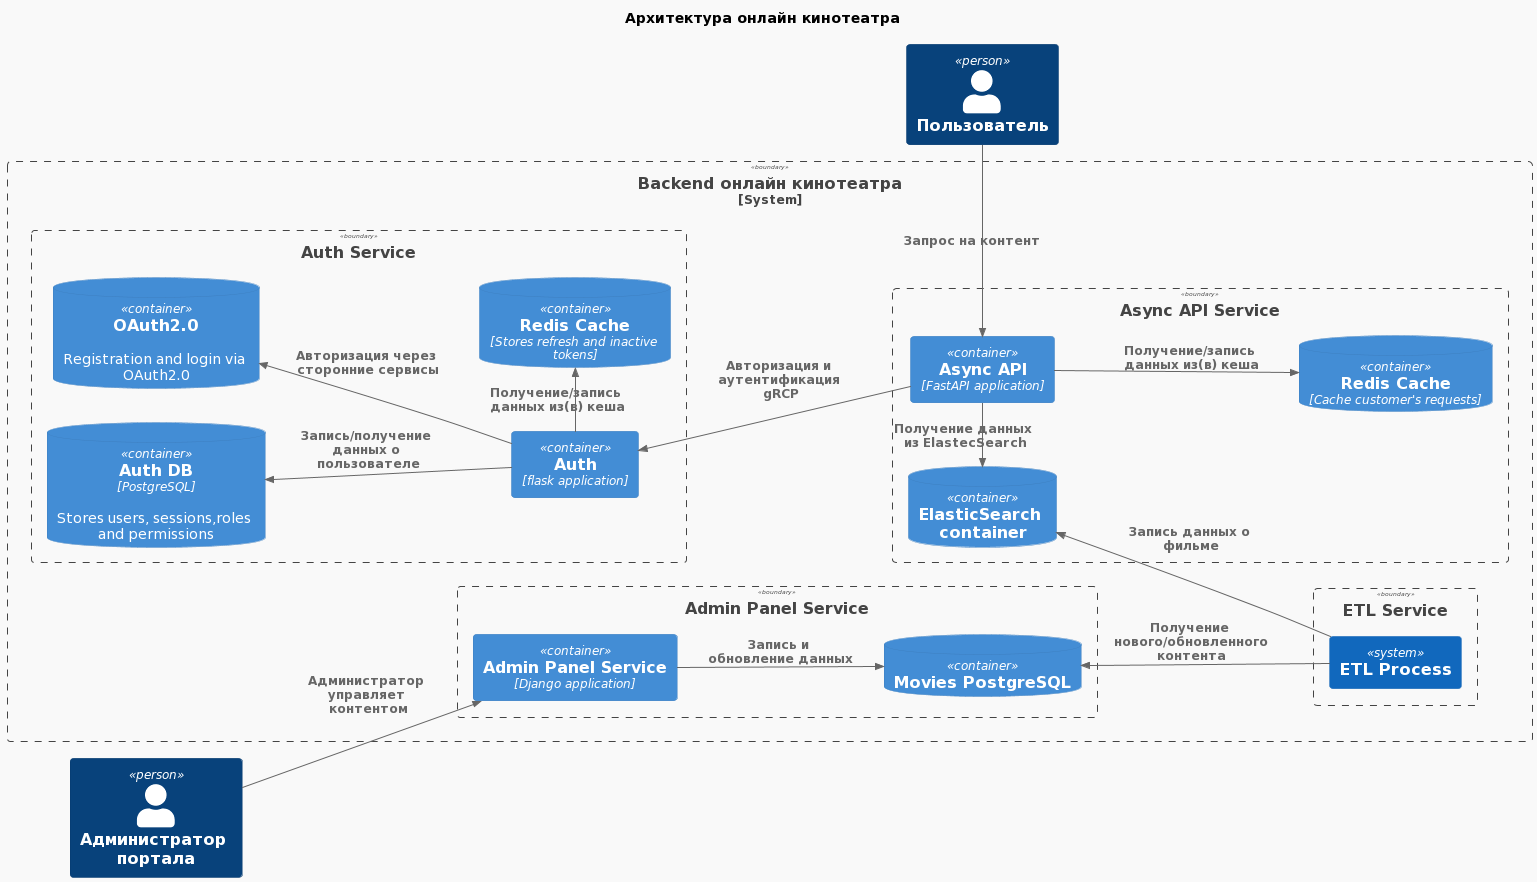 Архитектура онлайн кинотеатра
«person»
Пользователь
«boundary»
Backend онлайн кинотеатра
[System]
Запрос на контент
«boundary»
Auth Service
«container»
OAuth2.0
Registration and login via
OAuth2.0
«container»
Redis Cache
[Stores refresh and inactive
tokens]
Авторизация через
сторонние сервисы
Получение/запись
данных из(в) кеша
«container»
Auth DB
[PostgreSQL]
Stores users, sessions,roles
and permissions
Запись/получение
данных о
пользователе
«container»
Auth
[flask application]
Авторизация и
аутентификация
gRCP
«boundary»
Async API Service
«container»
Async API
[FastAPI application]
Получение/запись
данных из(в) кеша
«container»
Redis Cache
[Cache customer's requests]
Получение данных
из ElastecSearch
«container»
ElasticSearch
container
Запись данных о
фильме
«boundary»
Admin Panel Service
«container»
Admin Panel Service
[Django application]
Запись и
обновление данных
«container»
Movies PostgreSQL
Получение
нового/обновленного
контента
«boundary»
ETL Service
«system»
ETL Process
Администратор
управляет
контентом
«person»
Администратор
портала